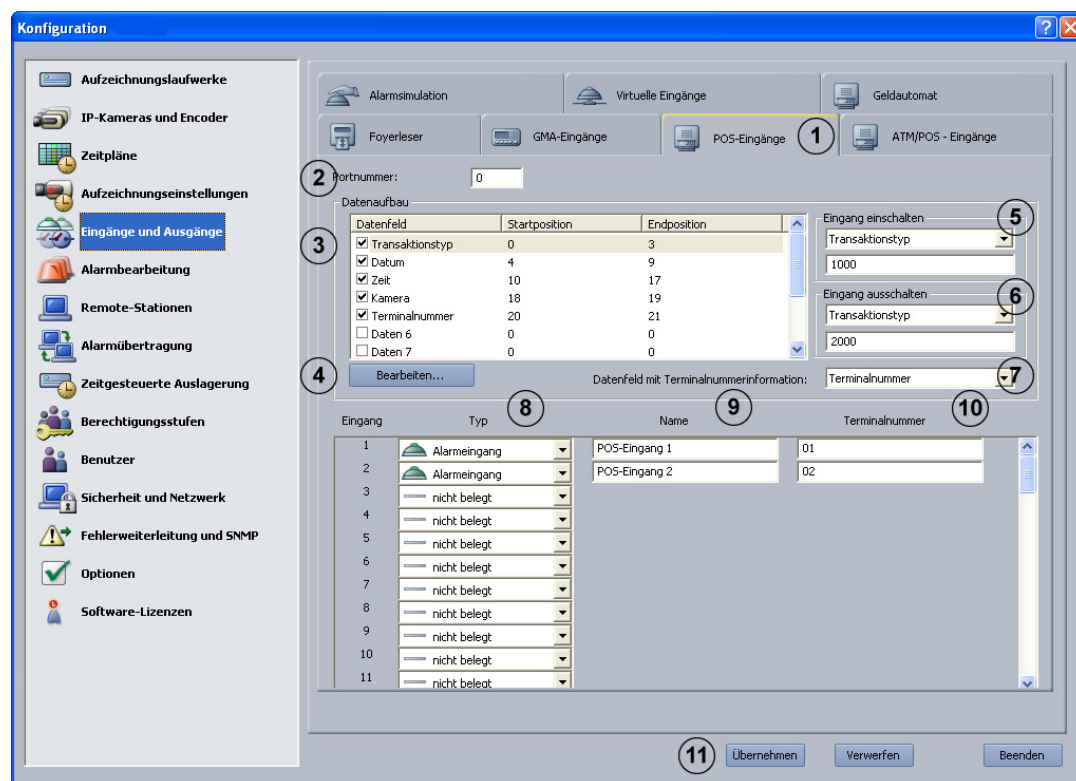 Konfiguration
Aufzeichnungslaufwerke
IP-Kameras und Encoder
Zeitpläne
Aufzeichnungseinstellungen
Eingänge und Ausgänge
Alarmbearbeitung
Remote-Stationen
Alarmübertragung
Zeitgesteuerte Auslagerung
Berechtigungsstufen
Benutzer
Sicherheit und Netzwerk
Fehlerweiterleitung und SNMP
Optionen
Software-Lizenzen
Alarmsimulation Virtuelle Eingänge Geldautomat
Foyerleser GMA-Eingänge POS-Eingänge 1 ATM/POS - Eingänge
2 Portnummer: 0
Datenaufbau
Datenfeld Startposition Endposition
3
Transaktionstyp 0 3
Datum 4 9
Zeit 10 17
Kamera 18 19
Terminalnummer 20 21
Daten 6 0 0
Daten 7 0 0
Eingang einschalten 5
Transaktionstyp
1000
Eingang ausschalten 6
Transaktionstyp
2000
4 Bearbeiten... Datenfeld mit Terminalnummerinformation: Terminalnummer 7
8 9 10
Eingang Typ Name Terminalnummer
1 Alarmeingang POS-Eingang 1 01
2 Alarmeingang POS-Eingang 2 02
3 nicht belegt
4 nicht belegt
5 nicht belegt
6 nicht belegt
7 nicht belegt
8 nicht belegt
9 nicht belegt
10 nicht belegt
11 nicht belegt
11 Übernehmen Verwerfen Beenden